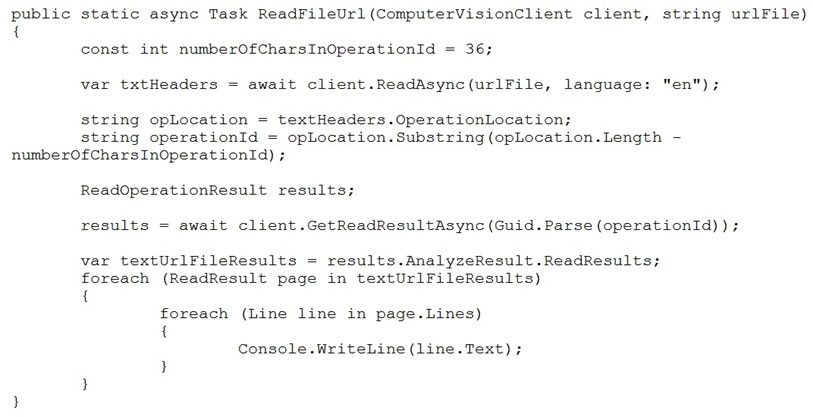 public static async Task ReadFileUrl(ComputerVisionClient client, string urlFile)
{
const int numberOfCharsInOperationId = 36;
var txtHeaders = await client.ReadAsync(urlFile, language: "en");
string opLocation = textHeaders.OperationLocation;
string operationId = opLocation.Substring(opLocation.Length -
numberOfCharsInOperationId);
ReadOperationResult results;
results = await client.GetReadResultAsync(Guid.Parse(operationId));
var textUrlFileResults = results.AnalyzeResult.ReadResults;
foreach (ReadResult page in textUrlFileResults)
{
foreach (Line line in page.Lines)
{
Console.WriteLine(line.Text);
}
}
}